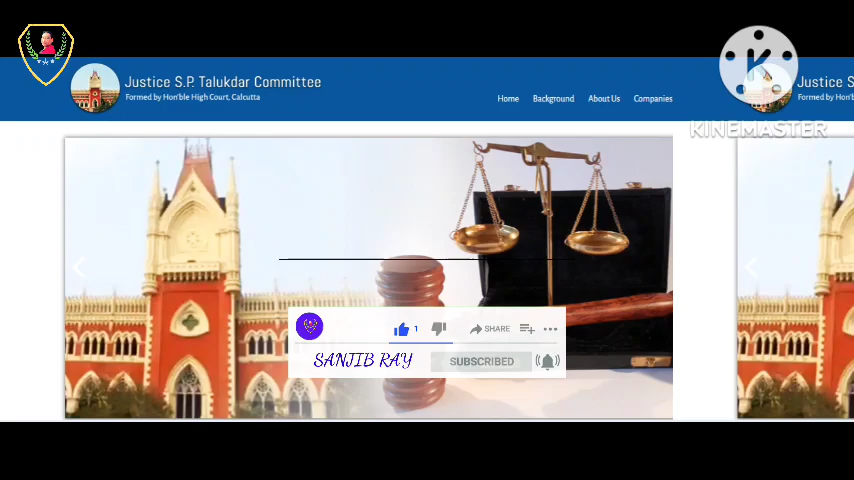 Justice S.P. Talukdar Committee
Formed by Hon'ble High Court, Calcutta
Home Background About Us Companies
Justice S
Formed by Hon'b
KINEMASTER
1 SHARE
SANJIB RAY SUBSCRIBED